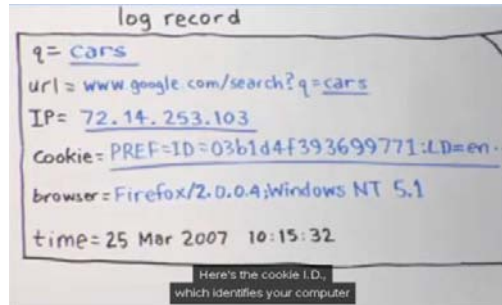 log record
q= cars
url= www.google.com/search?q=cars
IP= 72.14.253.103
Cookie= PREF=ID=03b1d4f393699771:LD=en.
browser=Firefox/2.0.0.4;Windows NT 5.1
time=25 Mar 2007 10:15:32
Here's the cookie I.D.,
which identifies your computer